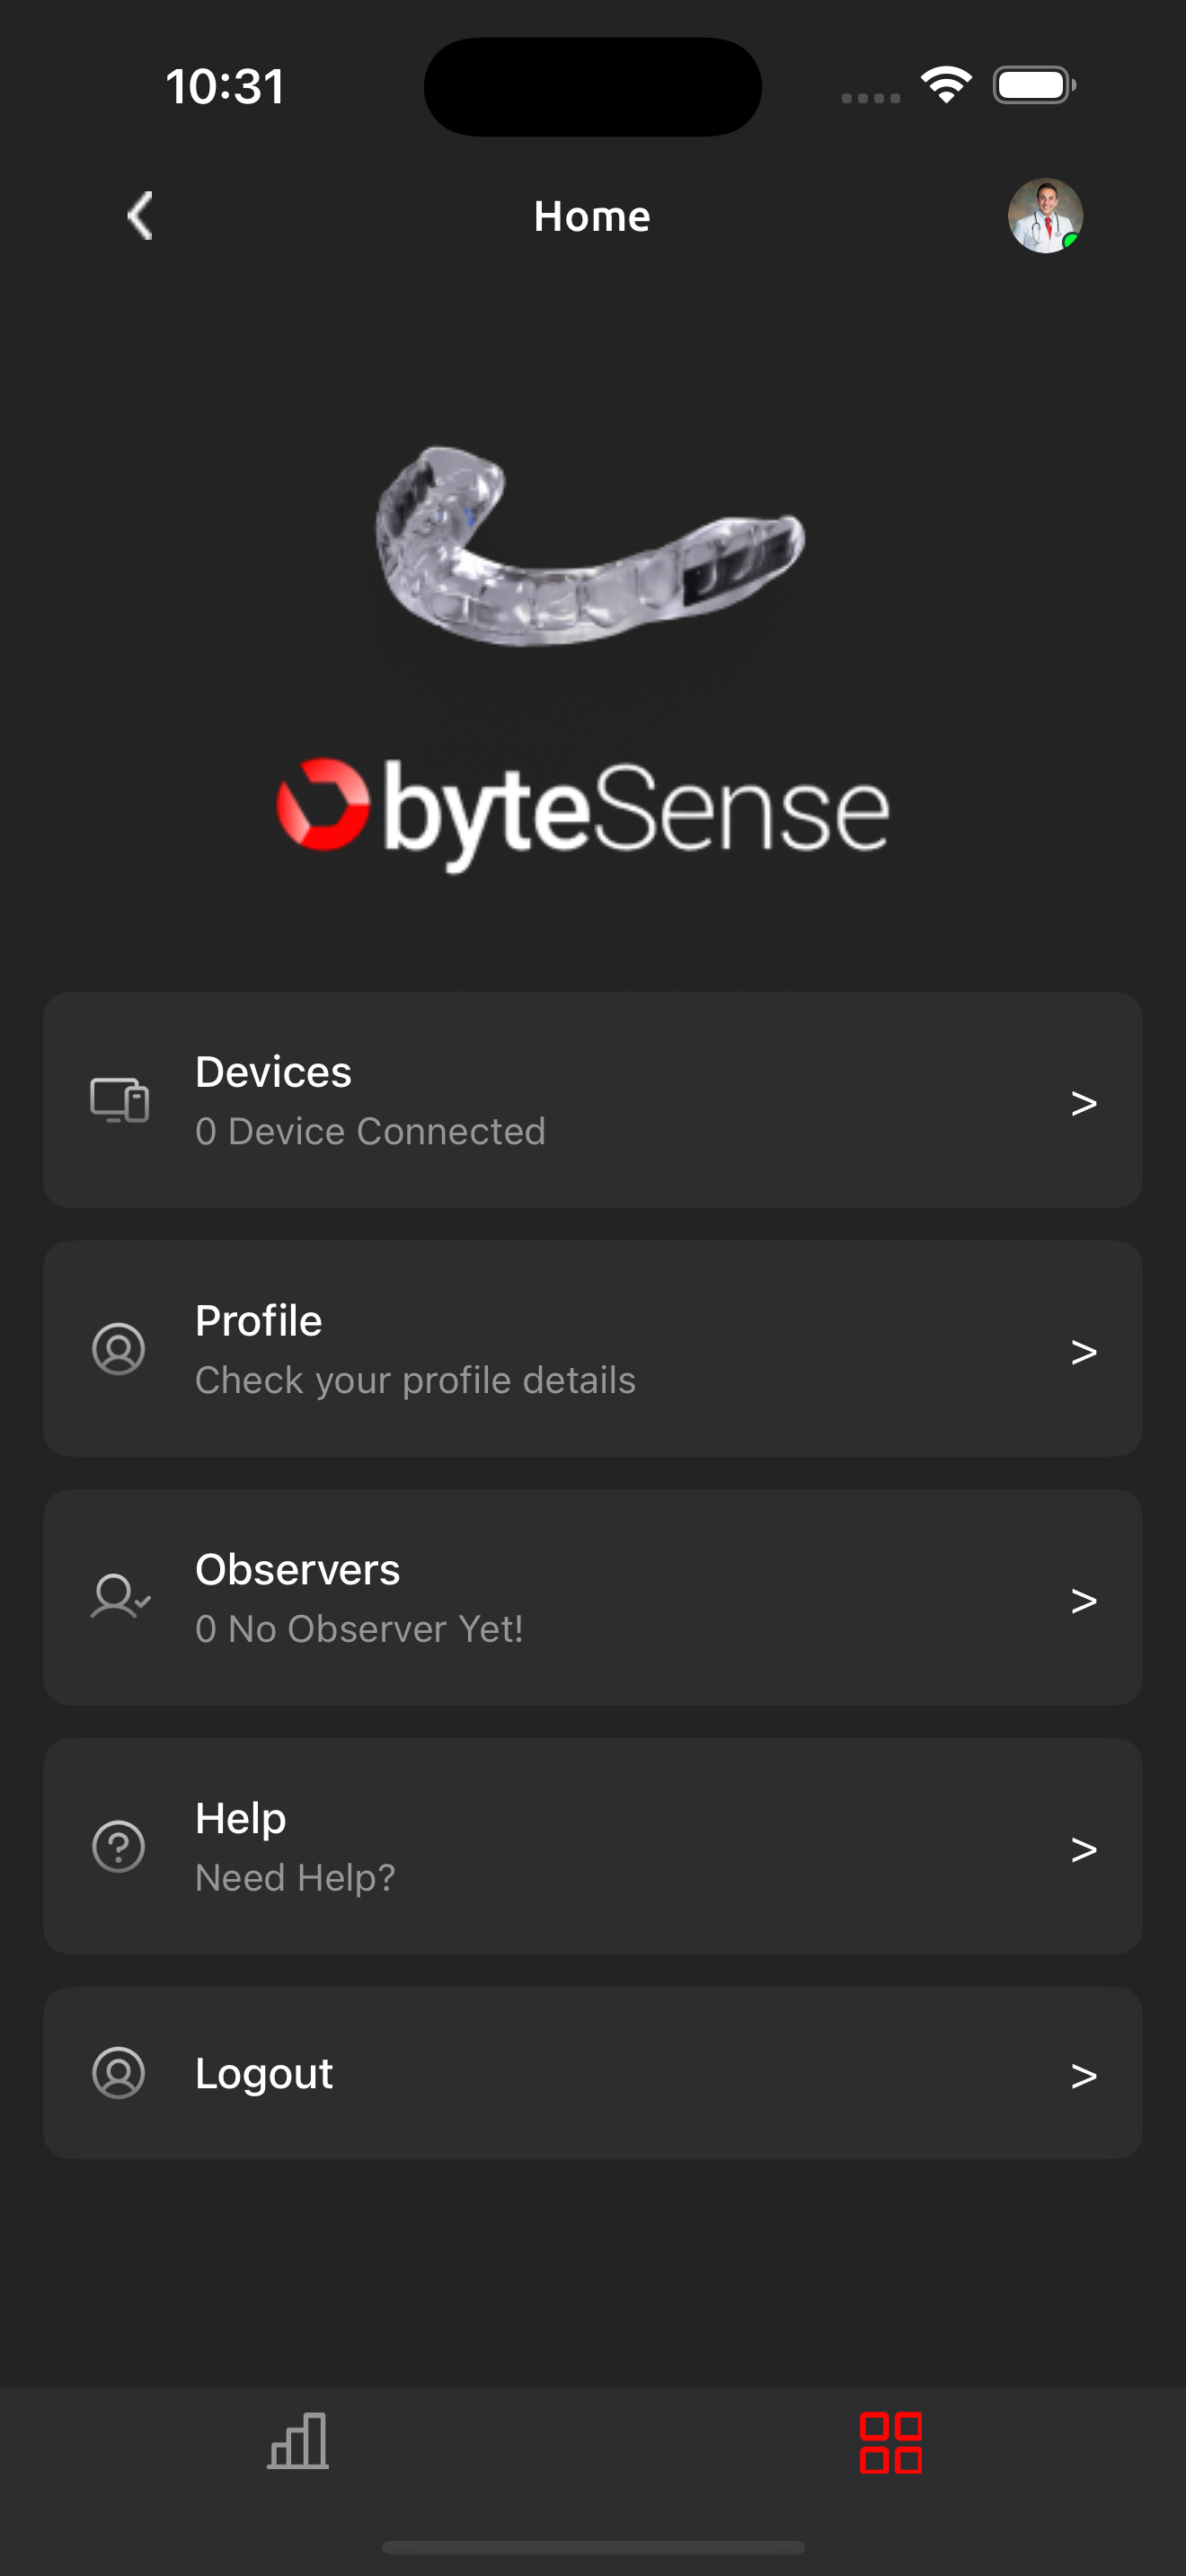 10:31
Home
byteSense
Devices
0 Device Connected
>
Profile
Check your profile details
>
Observers
0 No Observer Yet!
>
Help
Need Help?
>
Logout
>